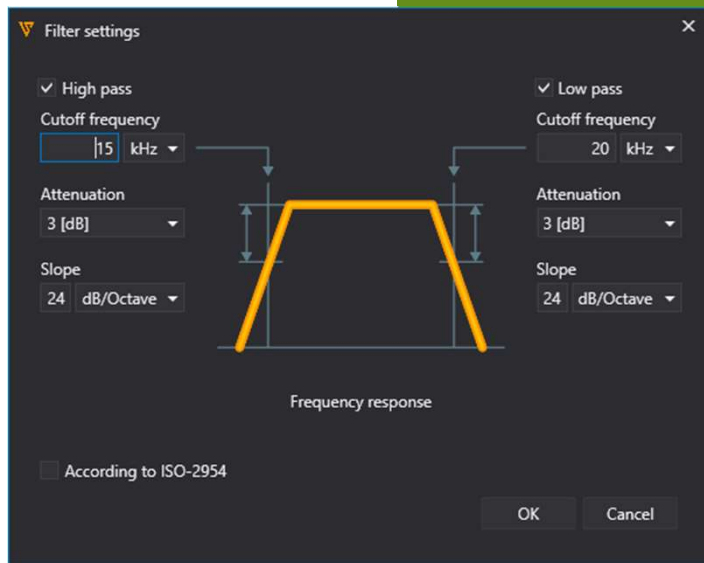 Filter settings
High pass
Low pass
Cutoff frequency
Cutoff frequency
15 kHz
20 kHz
Attenuation
Attenuation
3 [dB]
3 [dB]
Slope
Slope
24 dB/Octave
24 dB/Octave
Frequency response
According to ISO-2954
OK
Cancel